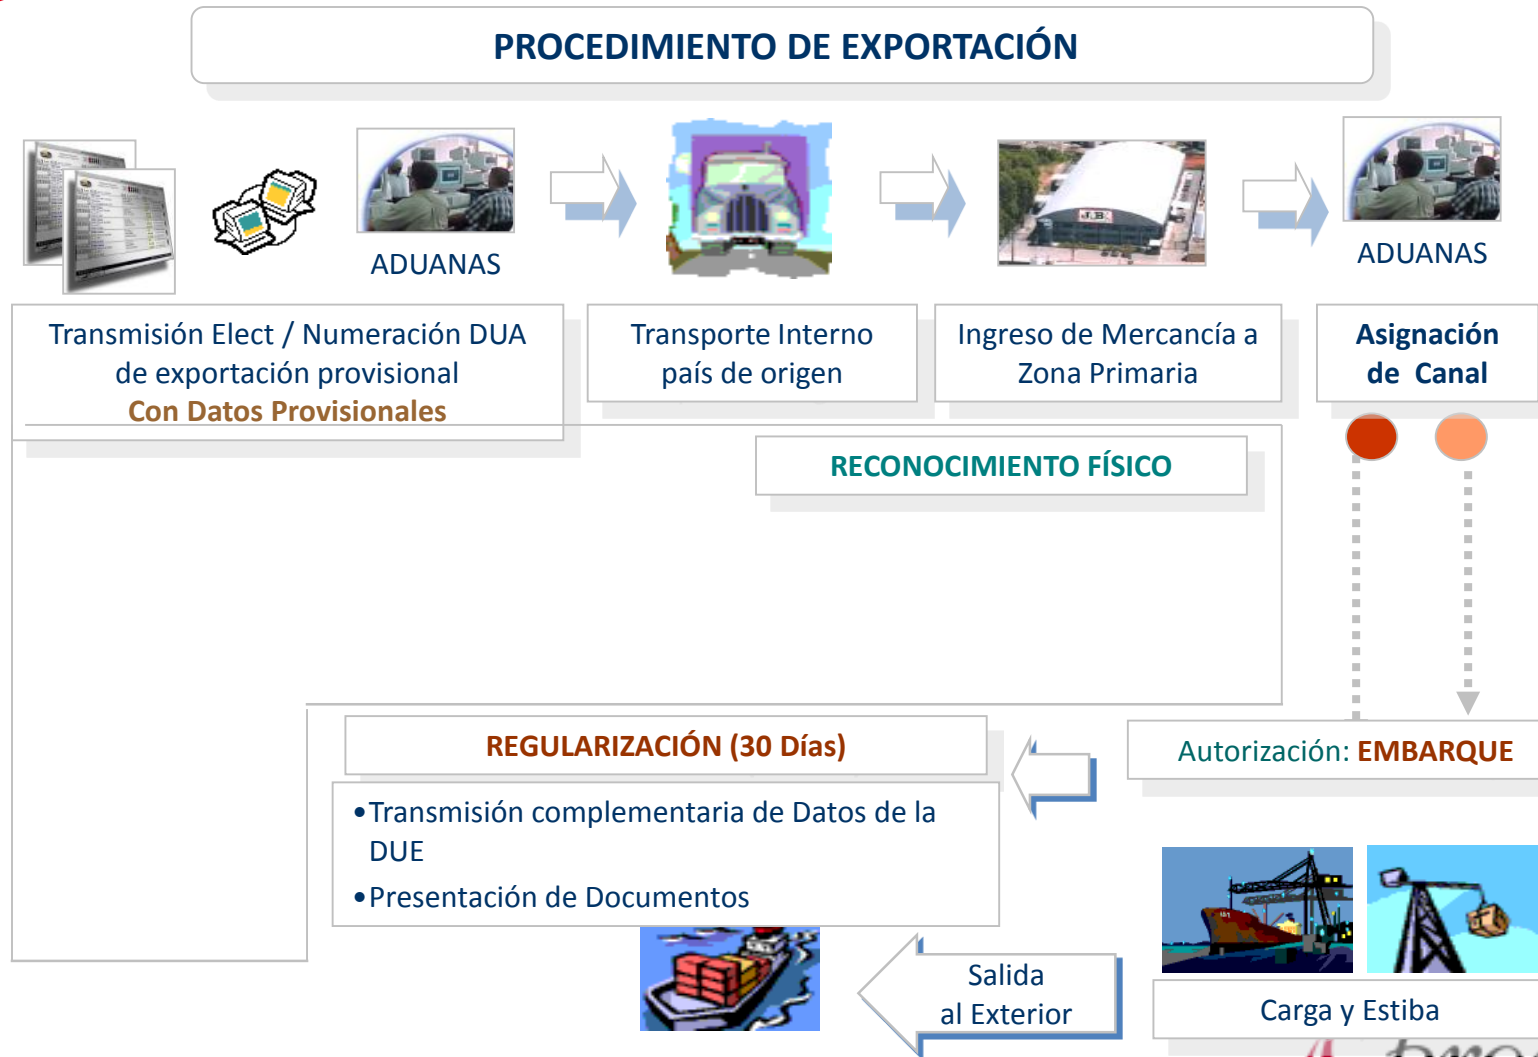 PROCEDIMIENTO DE EXPORTACIÓN
ADUANAS
ADUANAS
Transmisión Elect / Numeración DUA
de exportación provisional
Con Datos Provisionales
Transporte Interno
país de origen
Ingreso de Mercancía a
Zona Primaria
Asignación
de Canal
RECONOCIMIENTO FÍSICO
REGULARIZACIÓN (30 Días)
•Transmisión complementaria de Datos de la
DUE
•Presentación de Documentos
Autorización: EMBARQUE
Salida
al Exterior
Carga y Estiba